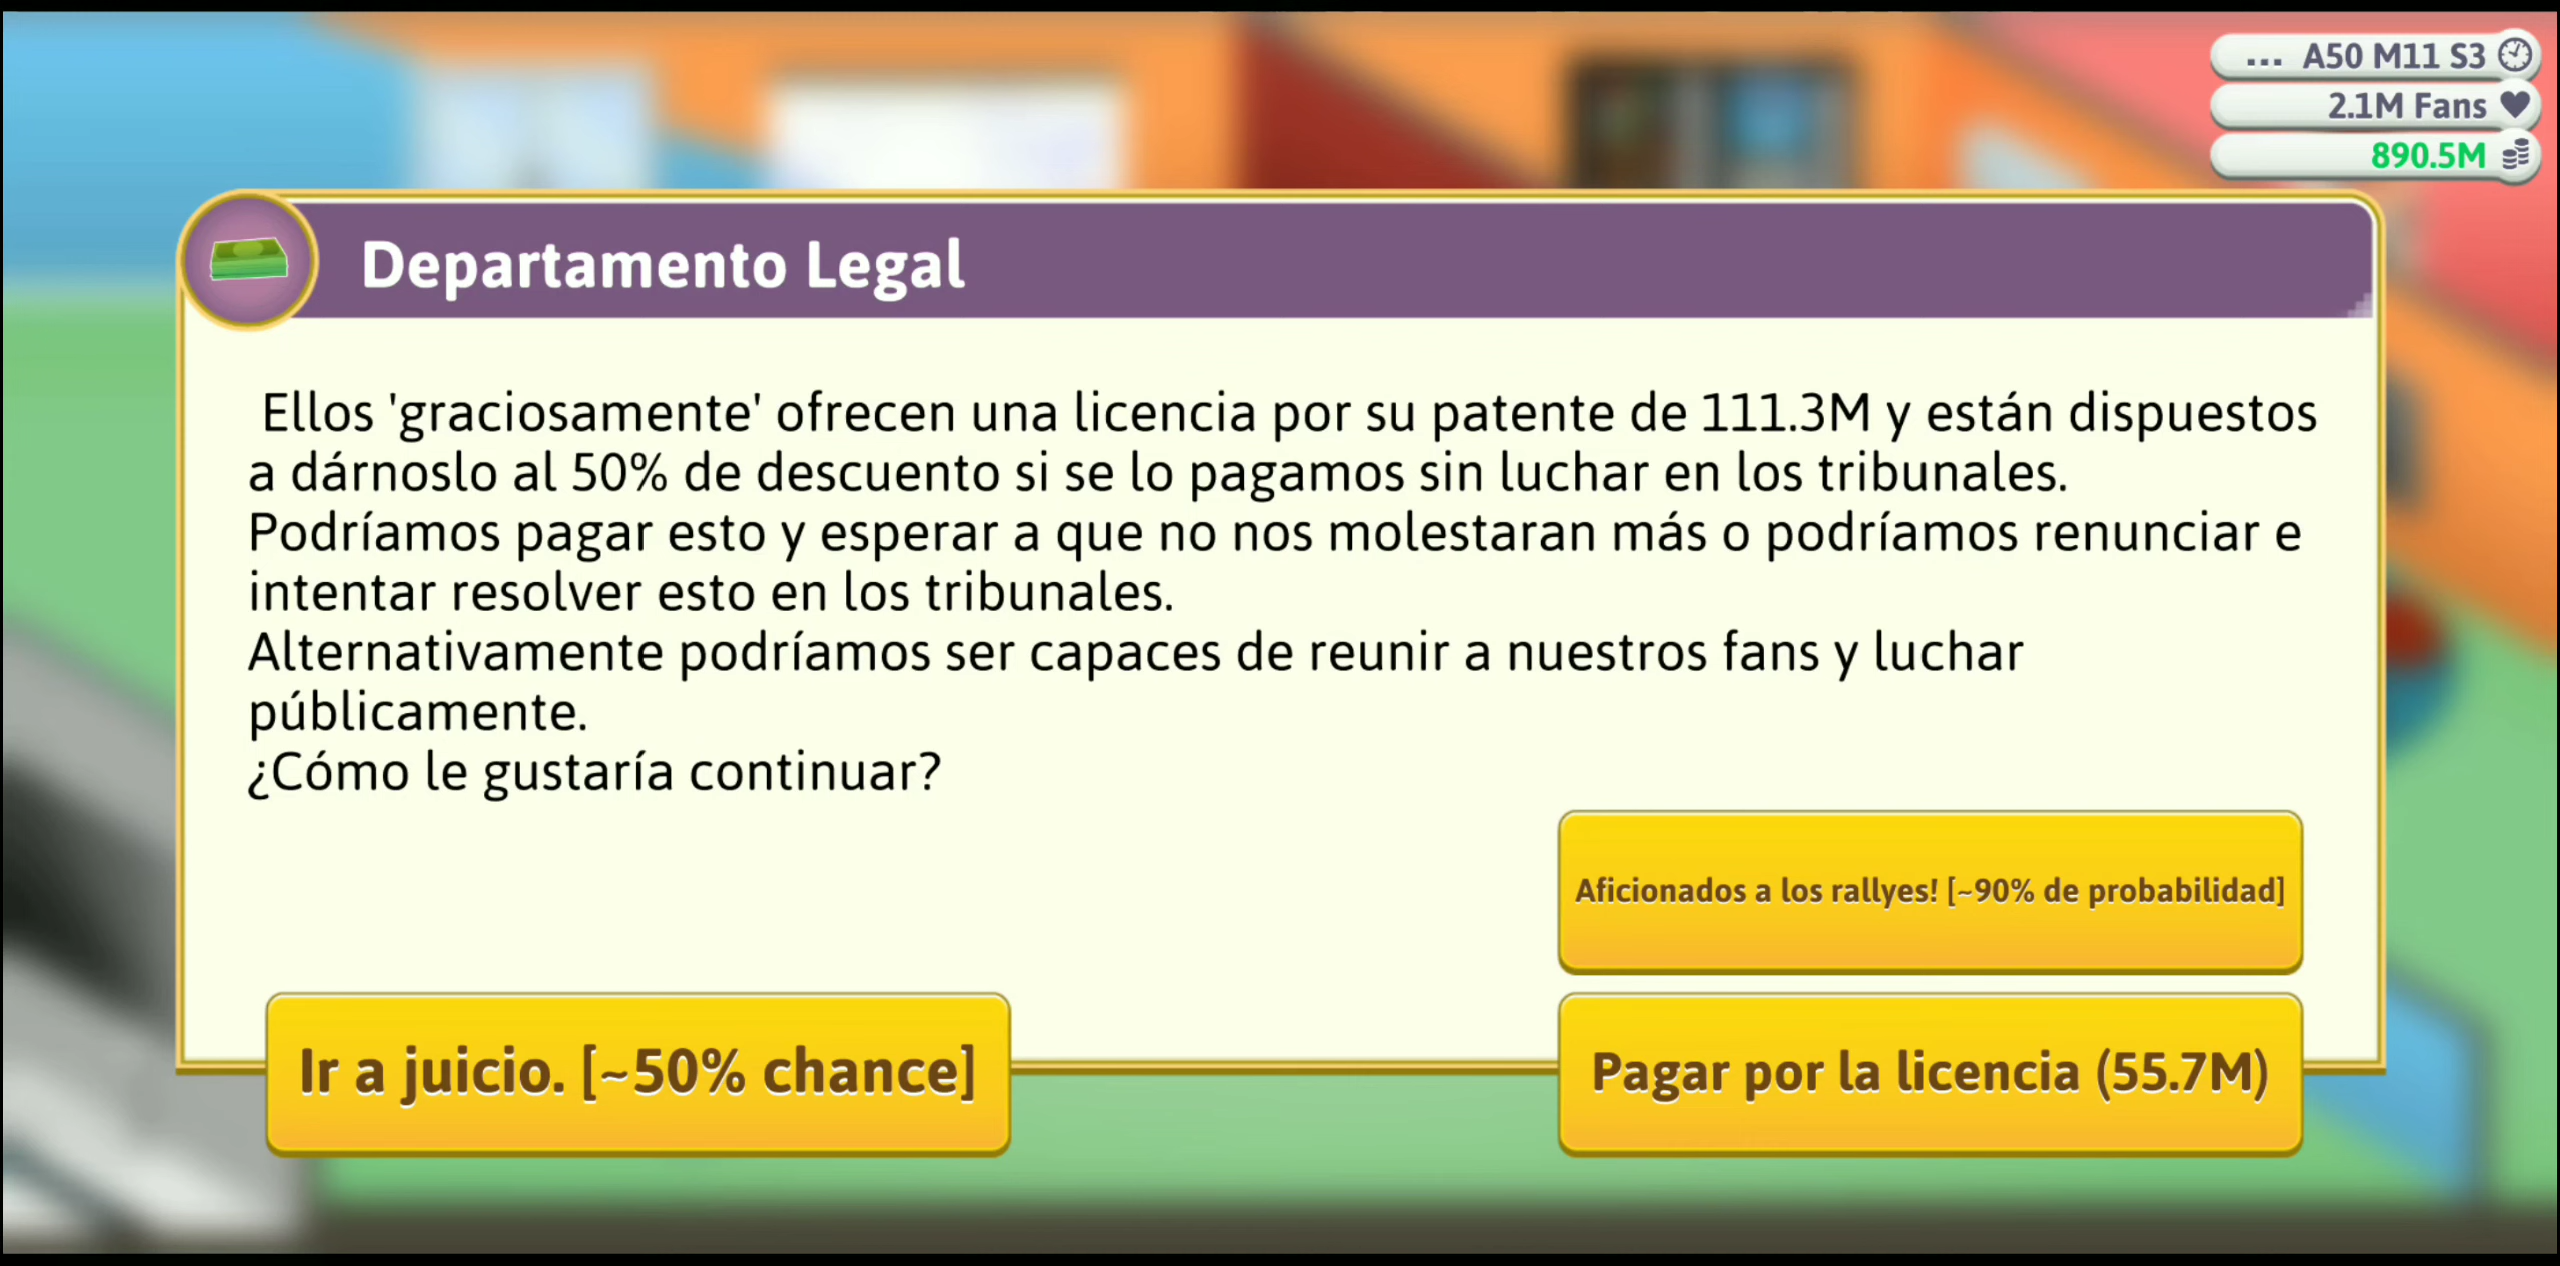 ... A50 M11 S3
2.1M Fans
890.5M
Departamento Legal
Ellos 'graciosamente' ofrecen una licencia por su patente de 111.3M y están dispuestos
a dárnoslo al 50% de descuento si se lo pagamos sin luchar en los tribunales.
Podríamos pagar esto y esperar a que no nos molestaran más o podríamos renunciar e
intentar resolver esto en los tribunales.
Alternativamente podríamos ser capaces de reunir a nuestros fans y luchar
públicamente.
¿Cómo le gustaría continuar?
Aficionados a los rallyes! [~90% de probabilidad]
Ir a juicio. [~50% chance]
Pagar por la licencia (55.7M)